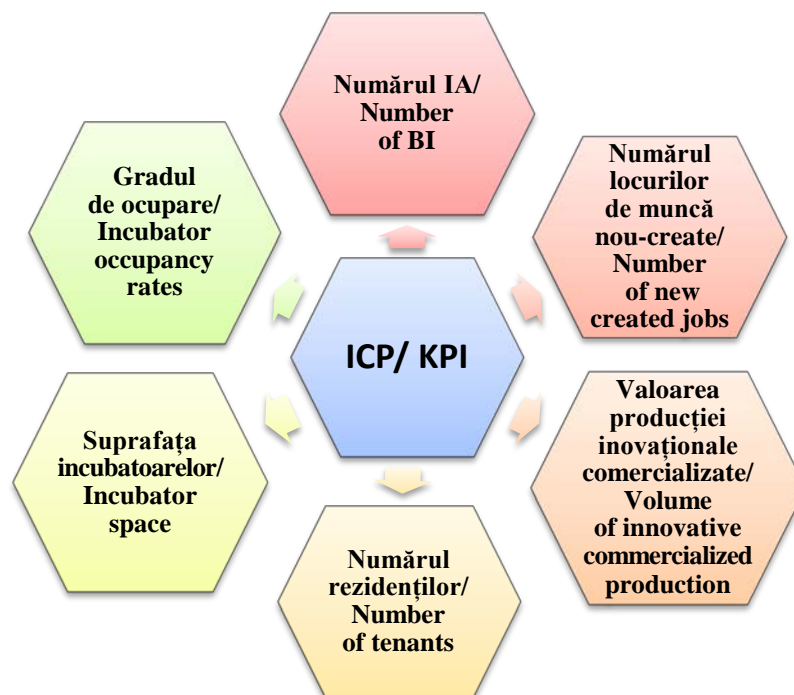 Numărul IA/
Number
of BI
Numărul
locurilor
de muncă
nou-create/
Number
of new
created jobs
Valoarea
producției
inovaționale
comercializate/
Volume
of innovative
commercialized
production
Numărul
rezidenților/
Number
of tenants
Suprafața
incubatoarelor/
Incubator
space
Gradul
de ocupare/
Incubator
occupancy
rates
ICP/ KPI